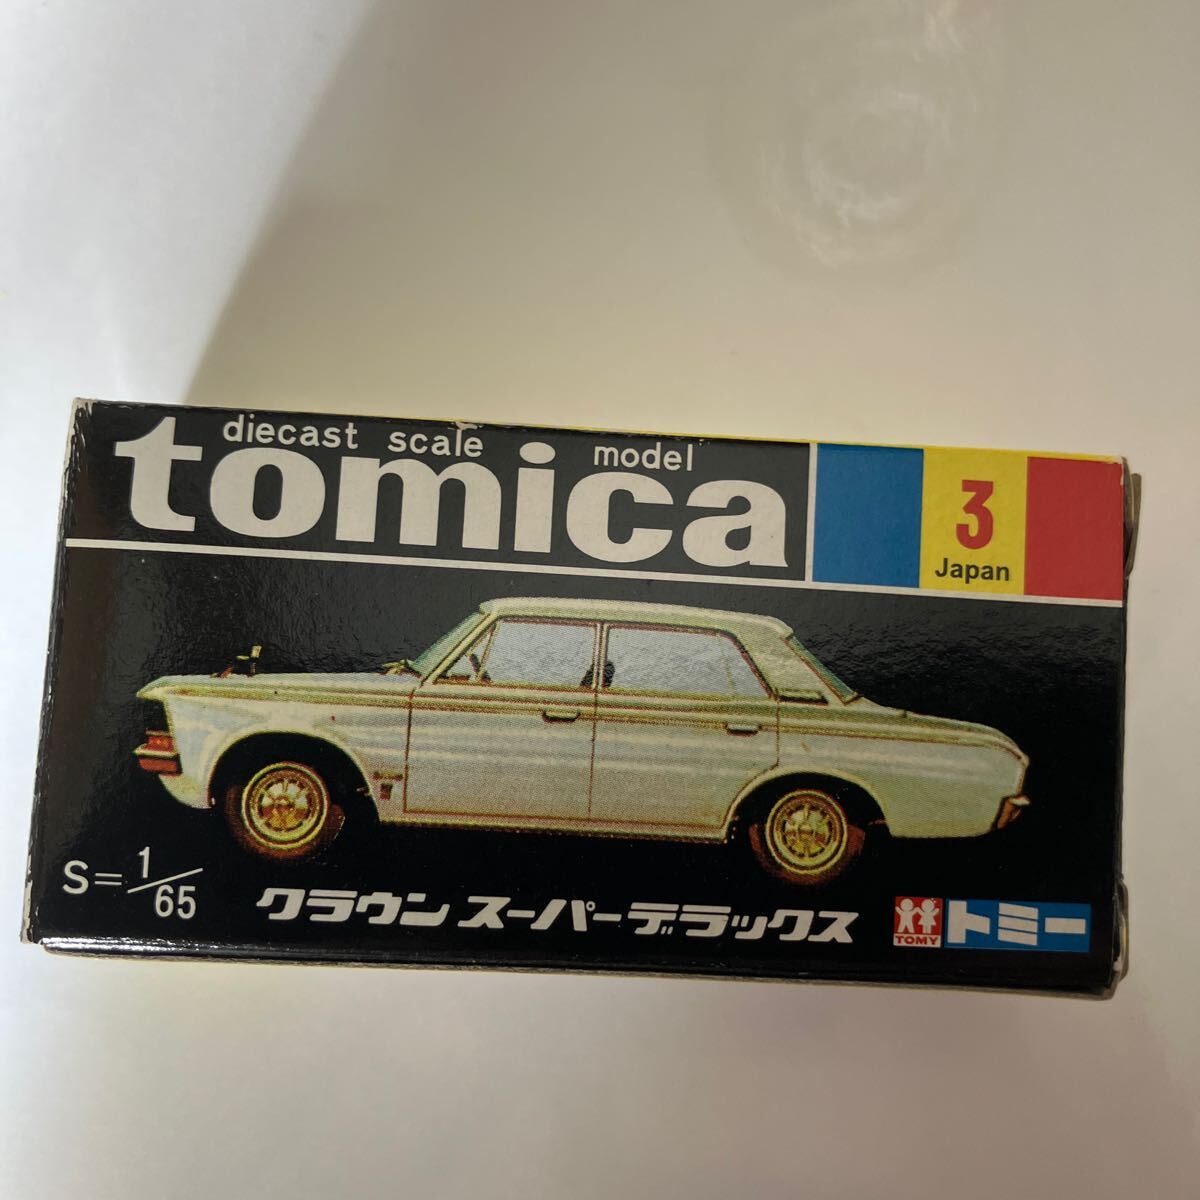 diecast scale model
tomica
3
Japan
S=1/65
クラウン スーパーデラックス
TOMY
トミー